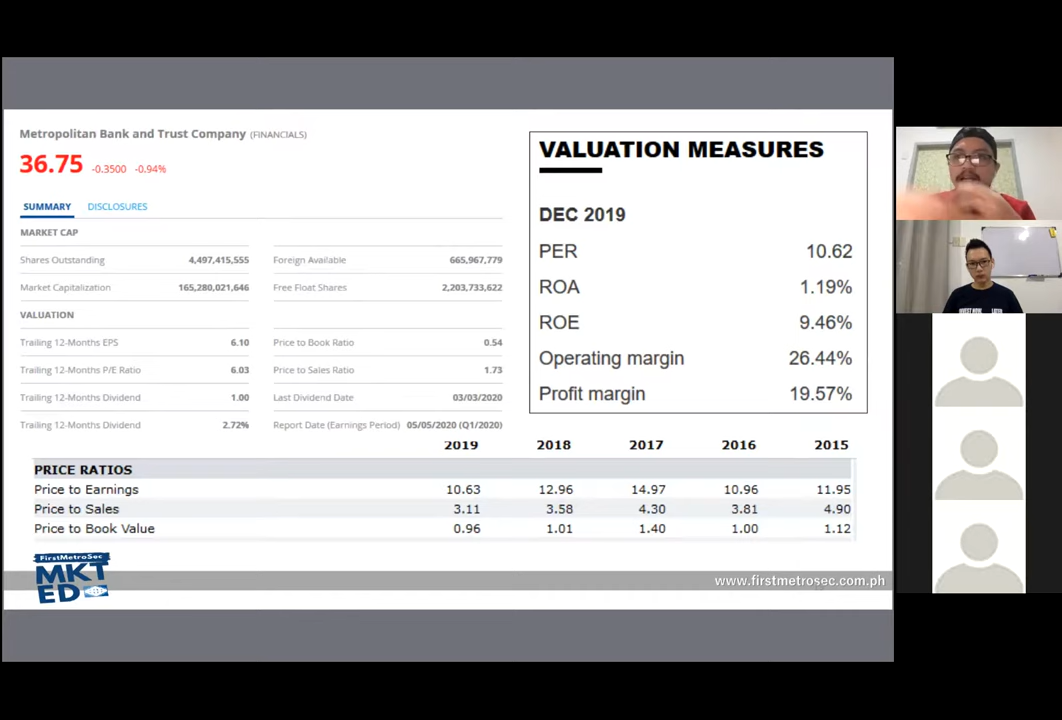 Metropolitan Bank and Trust Company (FINANCIALS)
36.75 -0.3500 -0.94%
SUMMARY DISCLOSURES
MARKET CAP
Shares Outstanding 4,497,415,555 Foreign Available 665,967,779
Market Capitalization 165,280,021,646 Free Float Shares 2,203,733,622
VALUATION
Trailing 12-Months EPS 6.10 Price to Book Ratio 0.54
Trailing 12-Months P/E Ratio 6.03 Price to Sales Ratio 1.73
Trailing 12-Months Dividend 1.00 Last Dividend Date 03/03/2020
Trailing 12-Months Dividend 2.72% Report Date (Earnings Period) 05/05/2020 (Q1/2020)
VALUATION MEASURES
DEC 2019
PER 10.62
ROA 1.19%
ROE 9.46%
Operating margin 26.44%
Profit margin 19.57%
2019 2018 2017 2016 2015
PRICE RATIOS
Price to Earnings 10.63 12.96 14.97 10.96 11.95
Price to Sales 3.11 3.58 4.30 3.81 4.90
Price to Book Value 0.96 1.01 1.40 1.00 1.12
FirstMetroSec
MKT
ED
www.firstmetrosec.com.ph